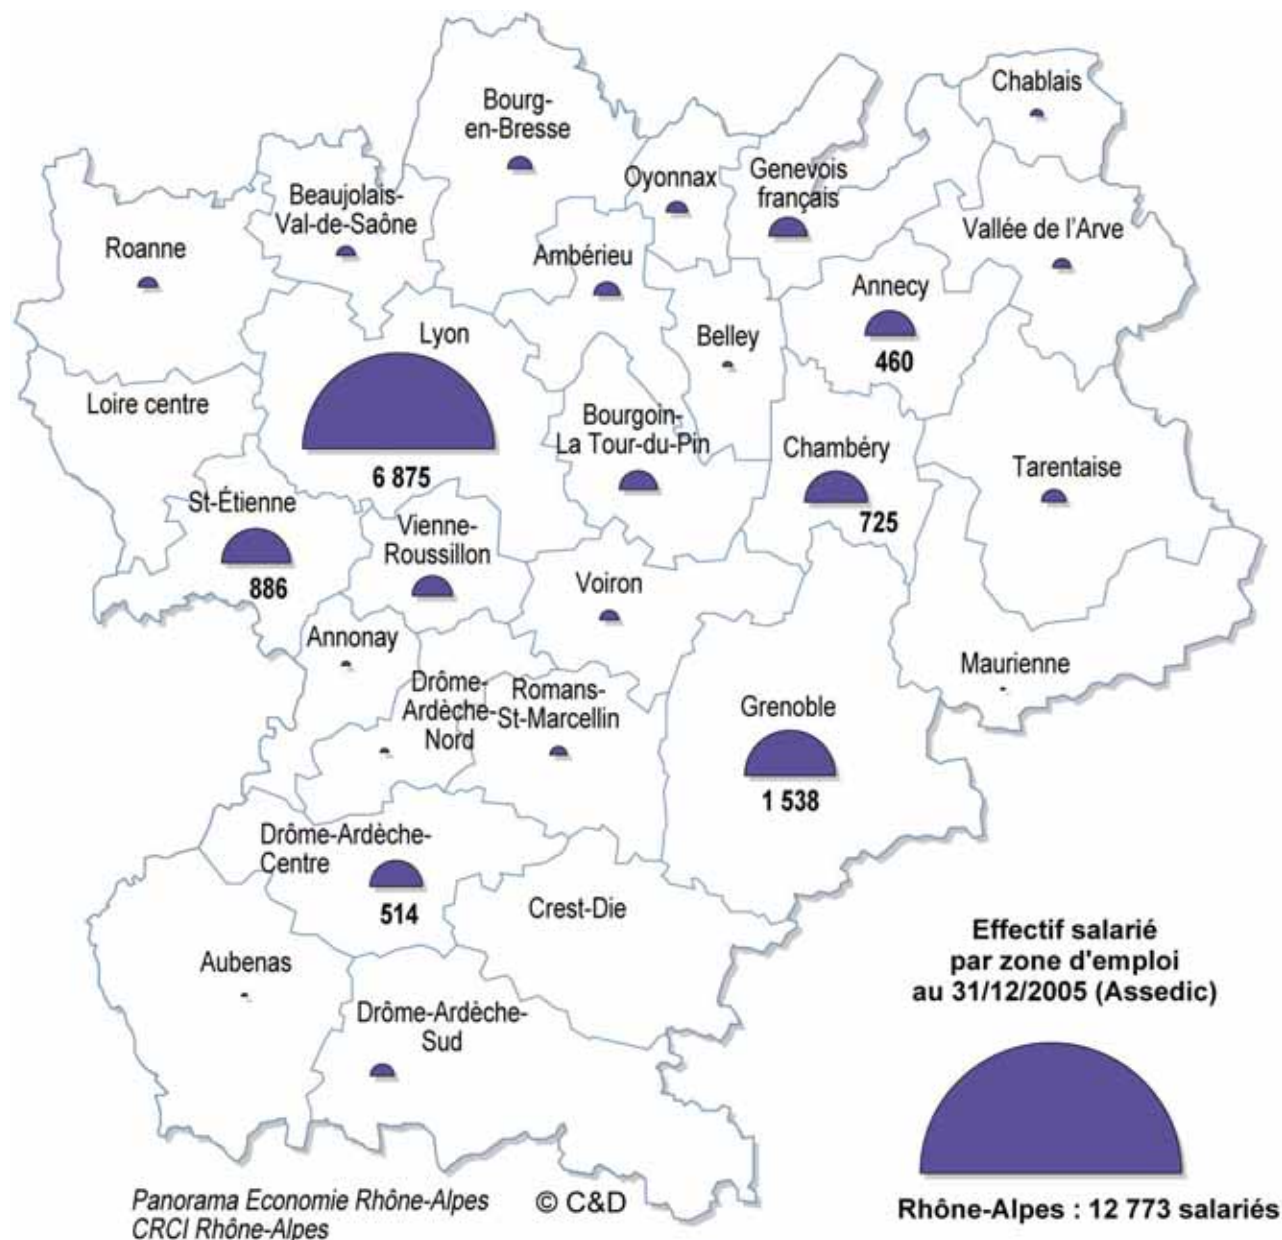 Chablais
Bourg-
en-Bresse
Oyonnax
Genevois
français
Beaujolais-
Val-de-Saône
Vallée de l'Arve
Roanne
Ambérieu
Annecy
460
Lyon
6 875
Belley
Loire centre
Bourgoin-
La Tour-du-Pin
Chambéry
725
Tarentaise
St-Étienne
886
Vienne-
Roussillon
Voiron
Annonay
Maurienne
Drôme-
Ardèche-
Nord
Romans-
St-Marcellin
Grenoble
1 538
Drôme-Ardèche-
Centre
514
Crest-Die
Aubenas
Drôme-Ardèche-
Sud
Effectif salarié
par zone d'emploi
au 31/12/2005 (Assedic)
Rhône-Alpes : 12 773 salariés
Panorama Economie Rhône-Alpes
CRCI Rhône-Alpes
© C&D